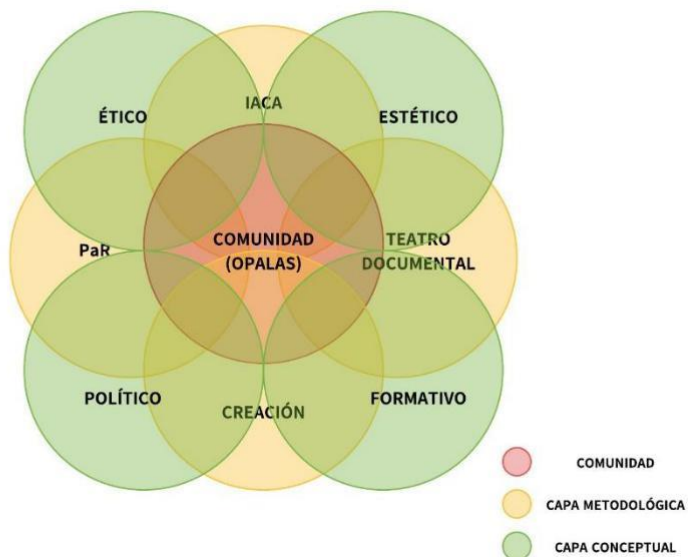 IACA
ÉTICO
ESTÉTICO
PaR
COMUNIDAD
(OPALAS)
TEATRO
DOCUMENTAL
POLÍTICO
CREACIÓN
FORMATIVO
COMUNIDAD
CAPA METODOLÓGICA
CAPA CONCEPTUAL